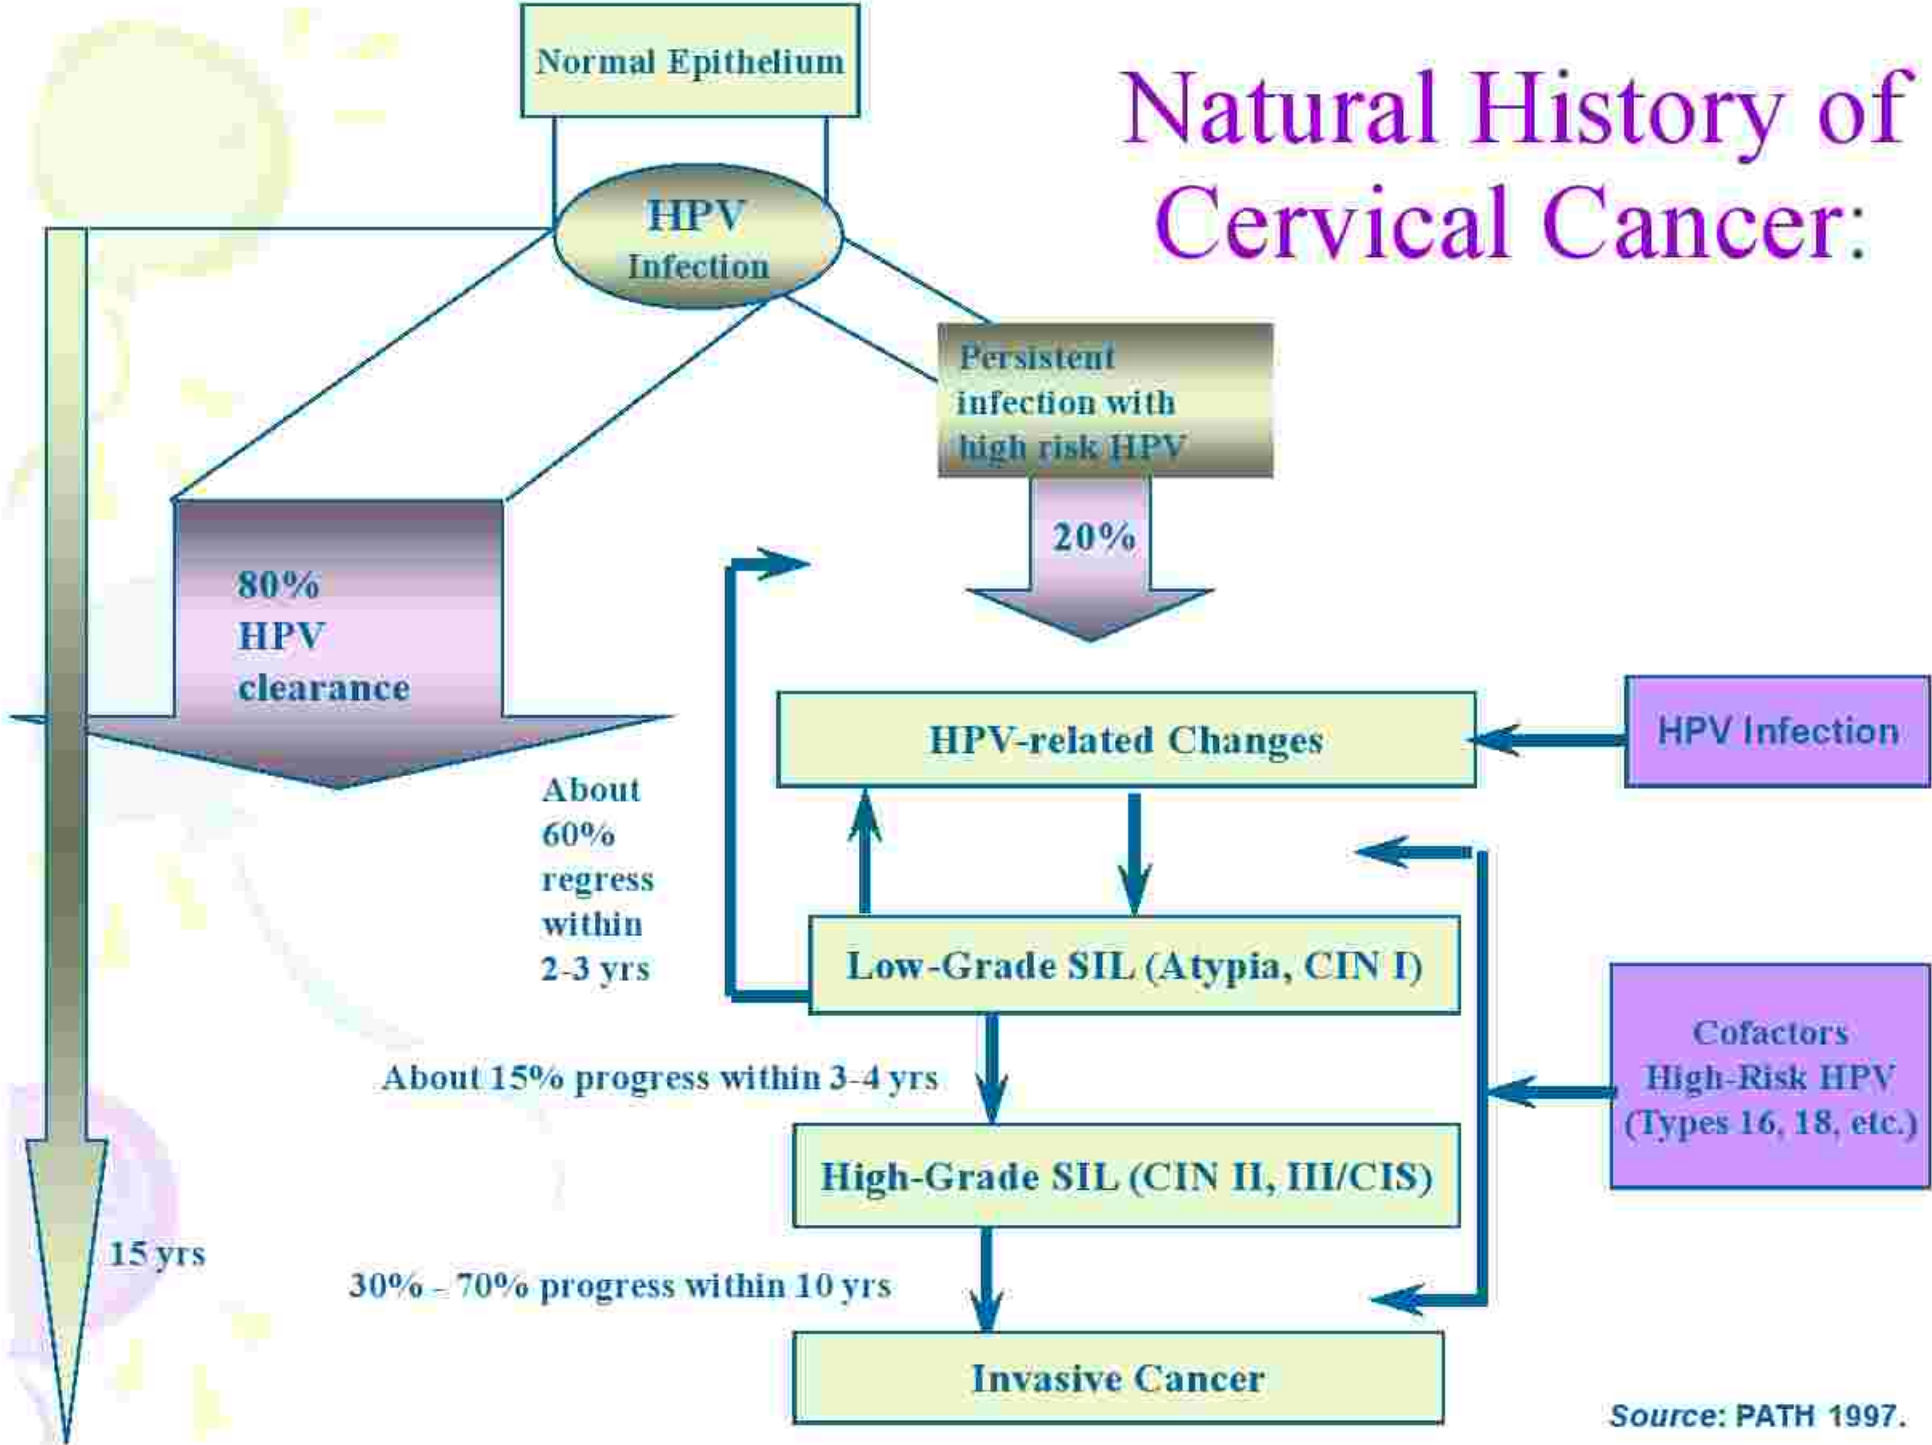 Normal Epithelium
Natural History of
Cervical Cancer:
HPV
Infection
Persistent
infection with
high risk HPV
20%
80%
HPV
clearance
HPV-related Changes
HPV Infection
About
60%
regress
within
2-3 yrs
Low-Grade SIL (Atypia, CIN I)
Cofactors
High-Risk HPV
(Types 16, 18, etc.)
About 15% progress within 3-4 yrs
High-Grade SIL (CIN II, III/CIS)
15 yrs
30% - 70% progress within 10 yrs
Invasive Cancer
Source: PATH 1997.